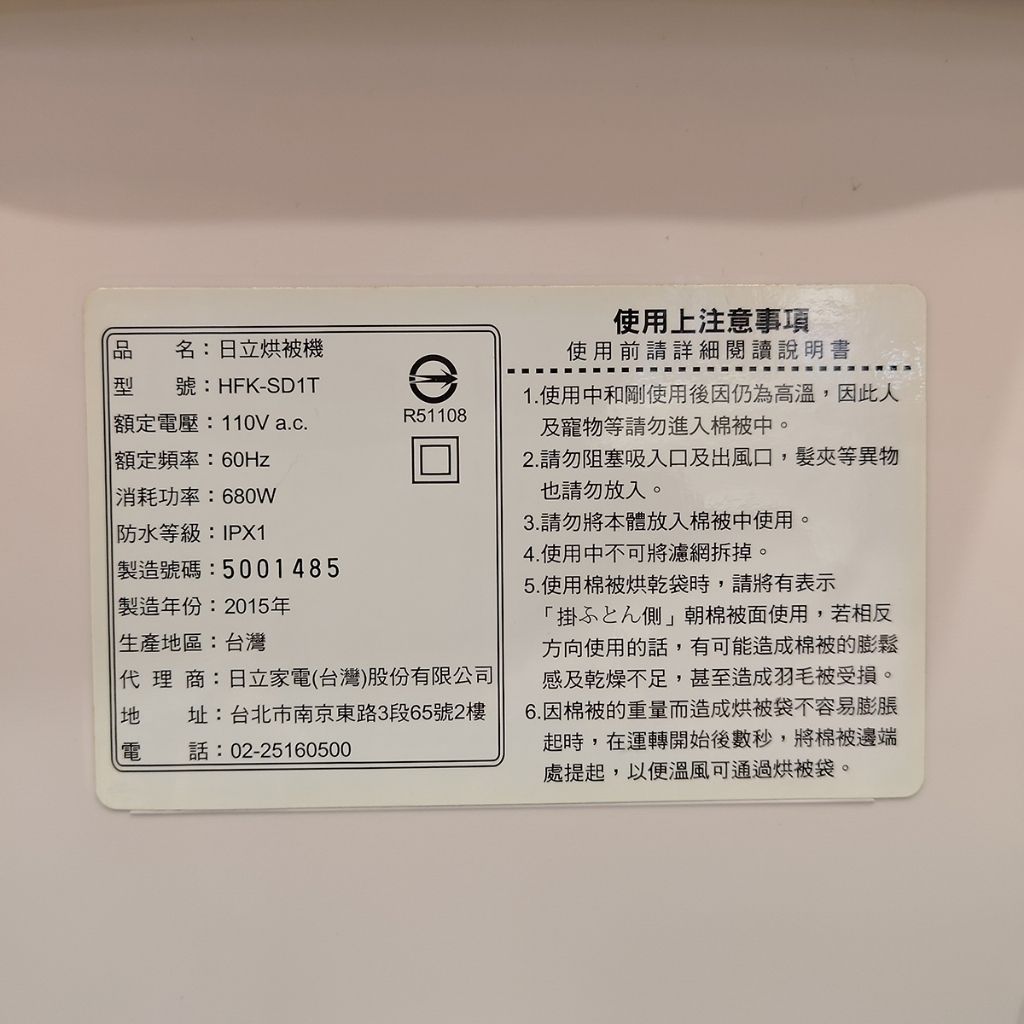 品　　名：日立烘被機
型　　號：HFK-SD1T
額定電壓：110V a.c.
額定頻率：60Hz
消耗功率：680W
防水等級：IPX1
製造號碼：5001485
製造年份：2015年
生產地區：台灣
代 理 商：日立家電(台灣)股份有限公司
地　　址：台北市南京東路3段65號2樓
電　　話：02-25160500
R51108
使用上注意事項
使用前請詳細閱讀說明書
1.使用中和剛使用後因仍為高溫，因此人
及寵物等請勿進入棉被中。
2.請勿阻塞吸入口及出風口，髮夾等異物
也請勿放入。
3.請勿將本體放入棉被中使用。
4.使用中不可將濾網拆掉。
5.使用棉被烘乾袋時，請將有表示
「掛ふとん側」朝棉被面使用，若相反
方向使用的話，有可能造成棉被的膨鬆
感及乾燥不足，甚至造成羽毛被受損。
6.因棉被的重量而造成烘被袋不容易膨脹
起時，在運轉開始後數秒，將棉被邊端
處提起，以便溫風可通過烘被袋。